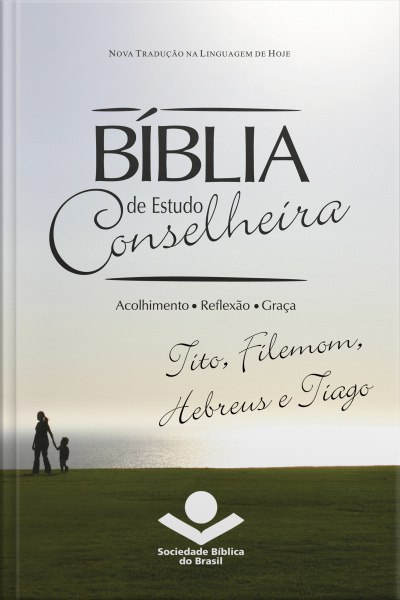 NOVA TRADUÇÃO NA LINGUAGEM DE HOJE
BÍBLIA
de Estudo
Conselheira
Acolhimento • Reflexão • Graça
Tito, Filemom,
Hebreus e Tiago
Sociedade Bíblica
do Brasil